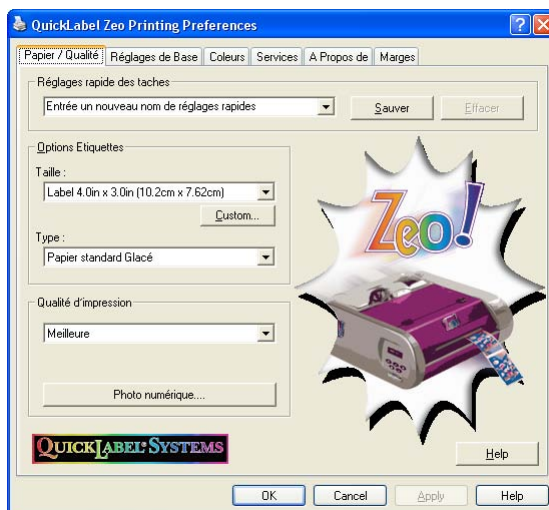 QuickLabel Zeo Printing Preferences
Papier / Qualité Réglages de Base Coleurs Services A Propos de Marges
Réglages rapide des taches
Entrée un nouveau nom de réglages rapides Sauver Effacer
Options Etiquettes
Taille :
Label 4.0in x 3.0in (10.2cm x 7.62cm)
Custom...
Type :
Papier standard Glacé
Zeo!
Qualité d'impression
Meilleure
Photo numérique....
QUICKLABEL® SYSTEMS
Help
OK Cancel Apply Help